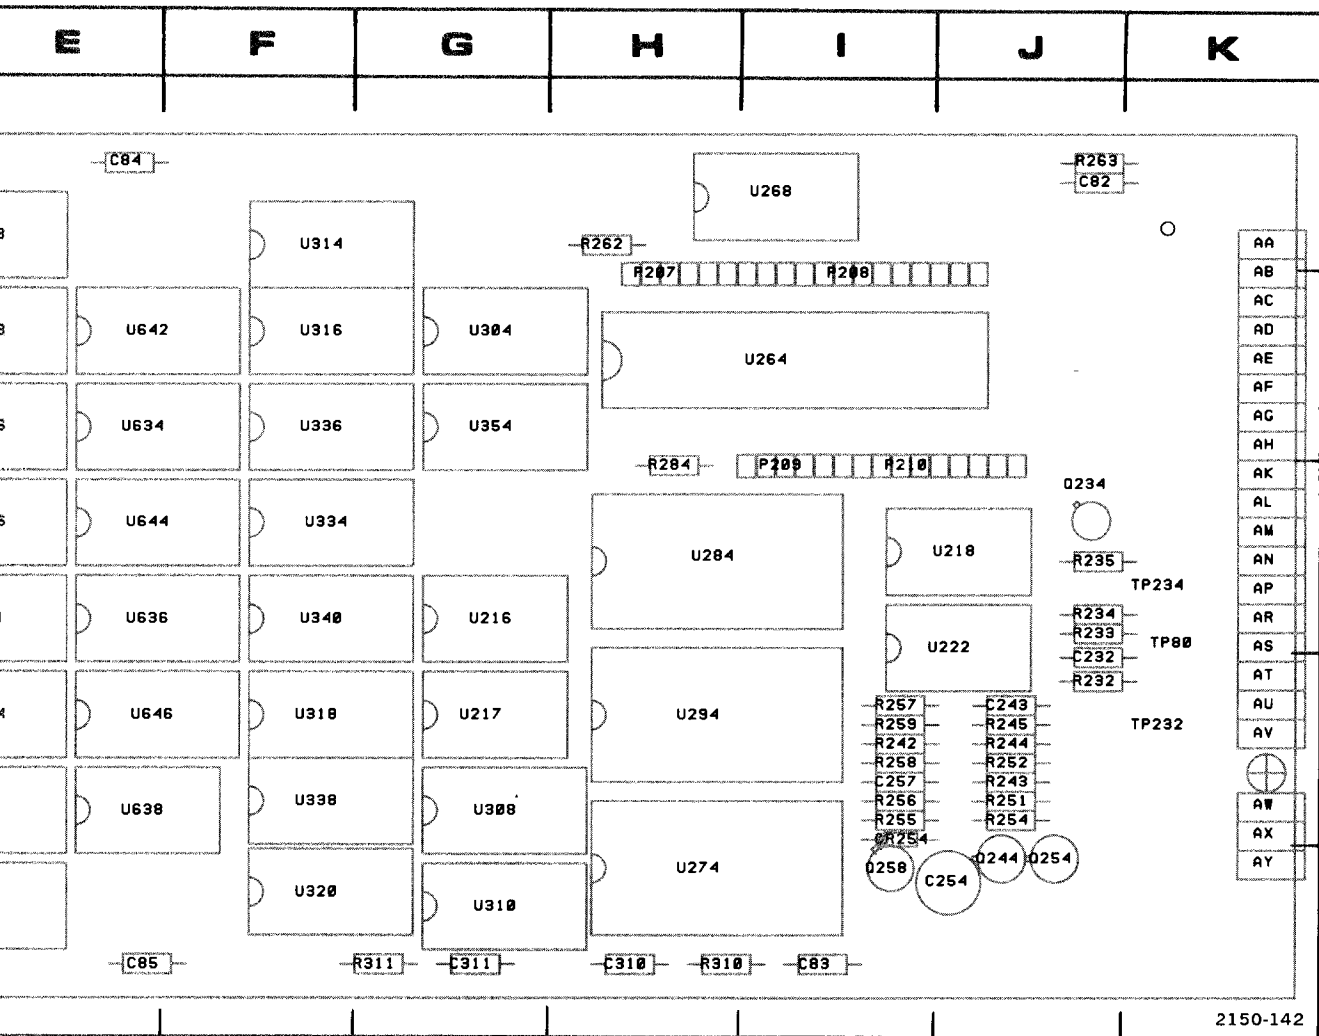 E F G H I J K
C84 U268 R263
C82
U314 R262 AA
P207 P208 AB
AC
U642 U316 U304 AD
U264 AE
AF
U634 U336 U354 AG
AH
R284 P209 P210 AK
Q234 AL
U644 U334 AM
U284 U218 AN
R235
TP234 AP
U636 U340 U216 R234 AR
R233 TP80
U222 AS
C232
R232 AT
R257 C243 AU
U646 U318 U217 U294 R259 R245 TP232 AV
R242 R244
R258 R252
C257 R243
U638 U338 U308 R256 R251 AW
R255 R254
CR254 AX
Q258 Q244 Q254 AY
U320 U310 U274 C254
C85 R311 C311 C310 R310 C83
2150-142